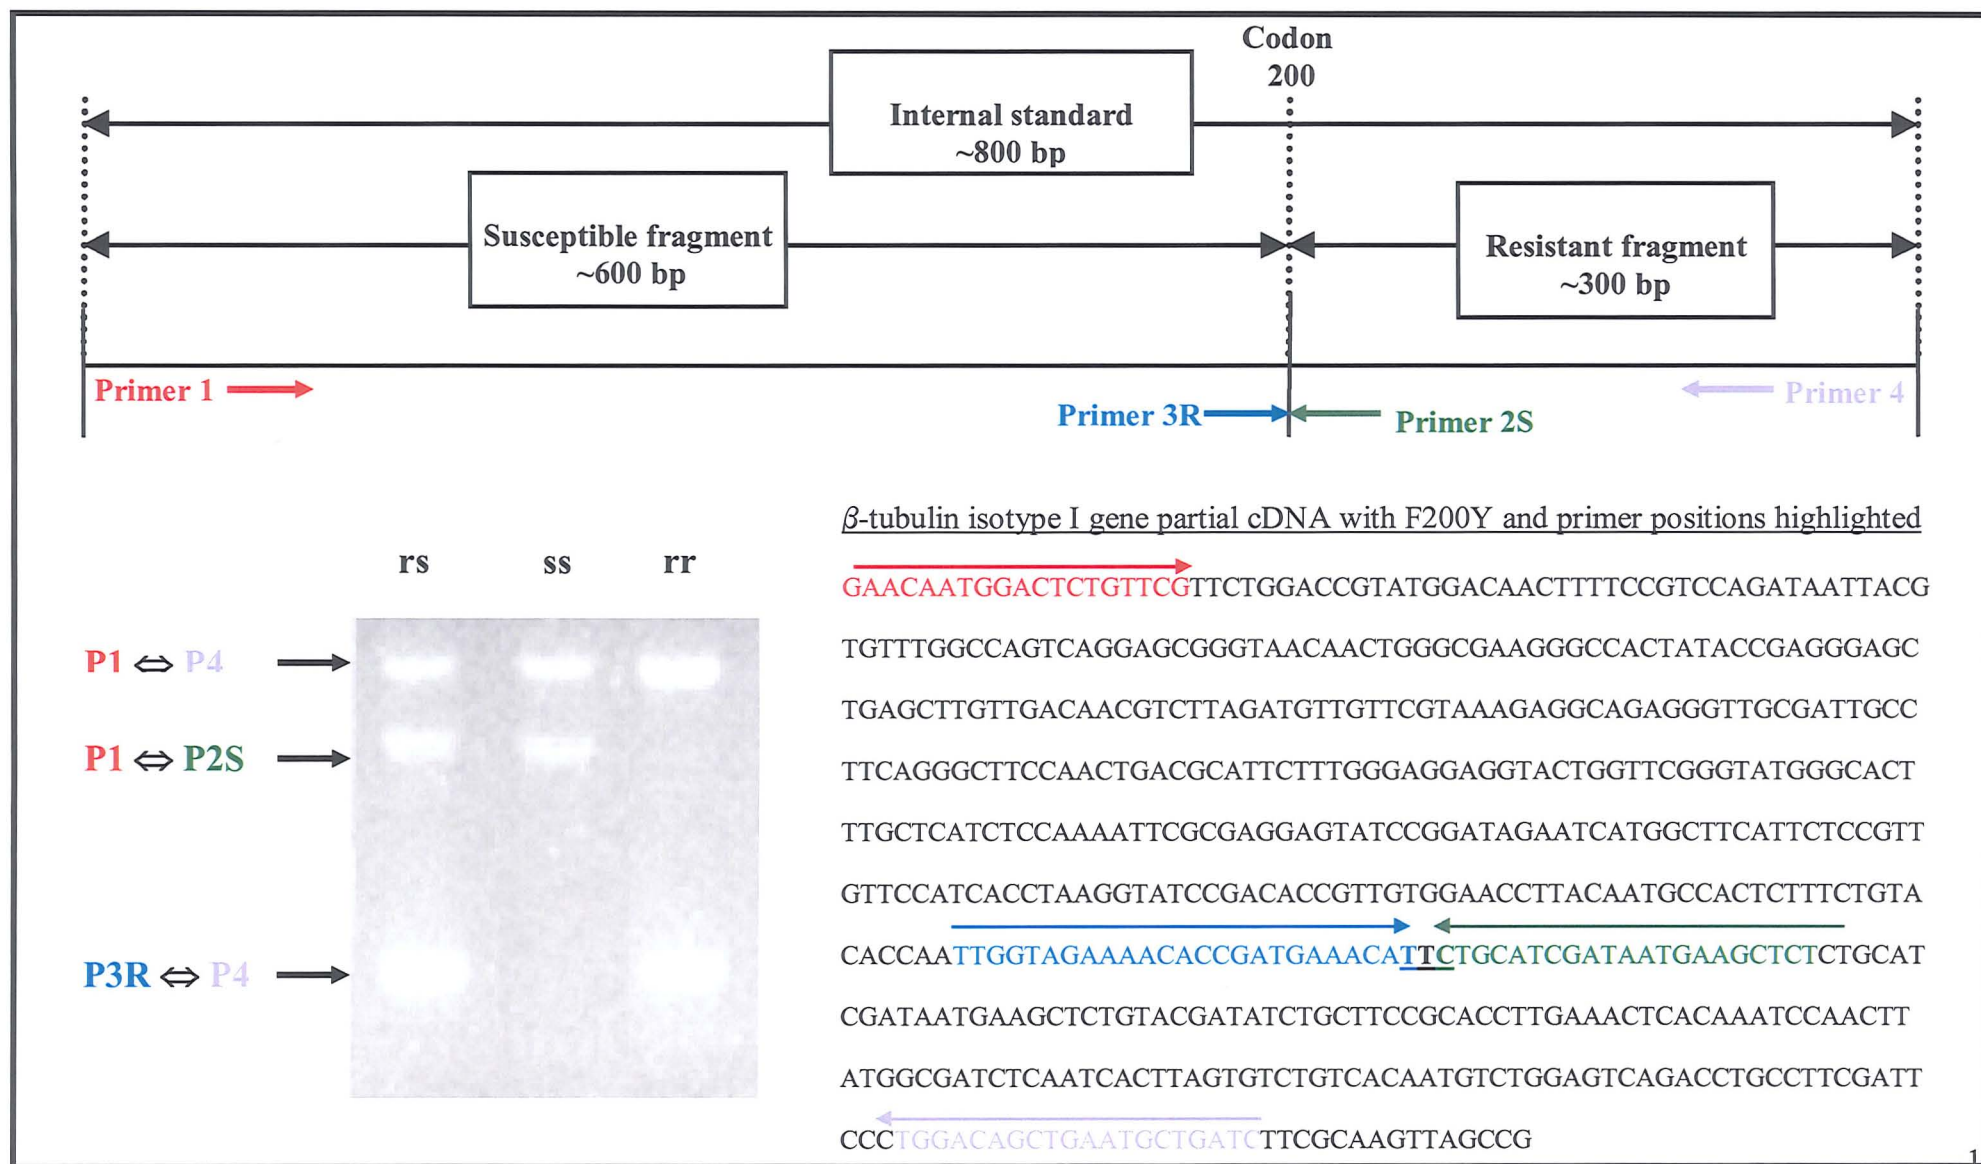 Codon
200
Internal standard
~800 bp
Susceptible fragment
~600 bp
Resistant fragment
~300 bp
Primer 1
Primer 4
Primer 3R
Primer 2S
β-tubulin isotype I gene partial cDNA with F200Y and primer positions highlighted
rs ss rr
P1 ⇔ P4
P1 ⇔ P2S
P3R ⇔ P4
GAACAATGGACTCTGTTCGTTCTGGACCGTATGGACAACTTTTCCGTCCAGATAATTACG
TGTTTGGCCAGTCAGGAGCGGGTAACAACTGGGCGAAGGGCCACTATACCGAGGGAGC
TGAGCTTGTTGACAACGTCTTAGATGTTGTTCGTAAAGAGGCAGAGGGTTGCGATTGCC
TTCAGGGCTTCCAACTGACGCATTCTTTGGGAGGAGGTACTGGTTCGGGTATGGGCACT
TTGCTCATCTCCAAAATTCGCGAGGAGTATCCGGATAGAATCATGGCTTCATTCTCCGTT
GTTCCATCACCTAAGGTATCCGACACCGTTGTGGAACCTTACAATGCCACTCTTTCTGTA
CACCAATTGGTAGAAAACACCGATGAAACATTCTGCATCGATAATGAAGCTCTCTGCAT
CGATAATGAAGCTCTGTACGATATCTGCTTCCGCACCTTGAAACTCACAAATCCAACTT
ATGGCGATCTCAATCACTTAGTGTCTGTCACAATGTCTGGAGTCAGACCTGCCTTCGATT
CCCTGGACAGCTGAATGCTGATCTTCGCAAGTTAGCCG
1